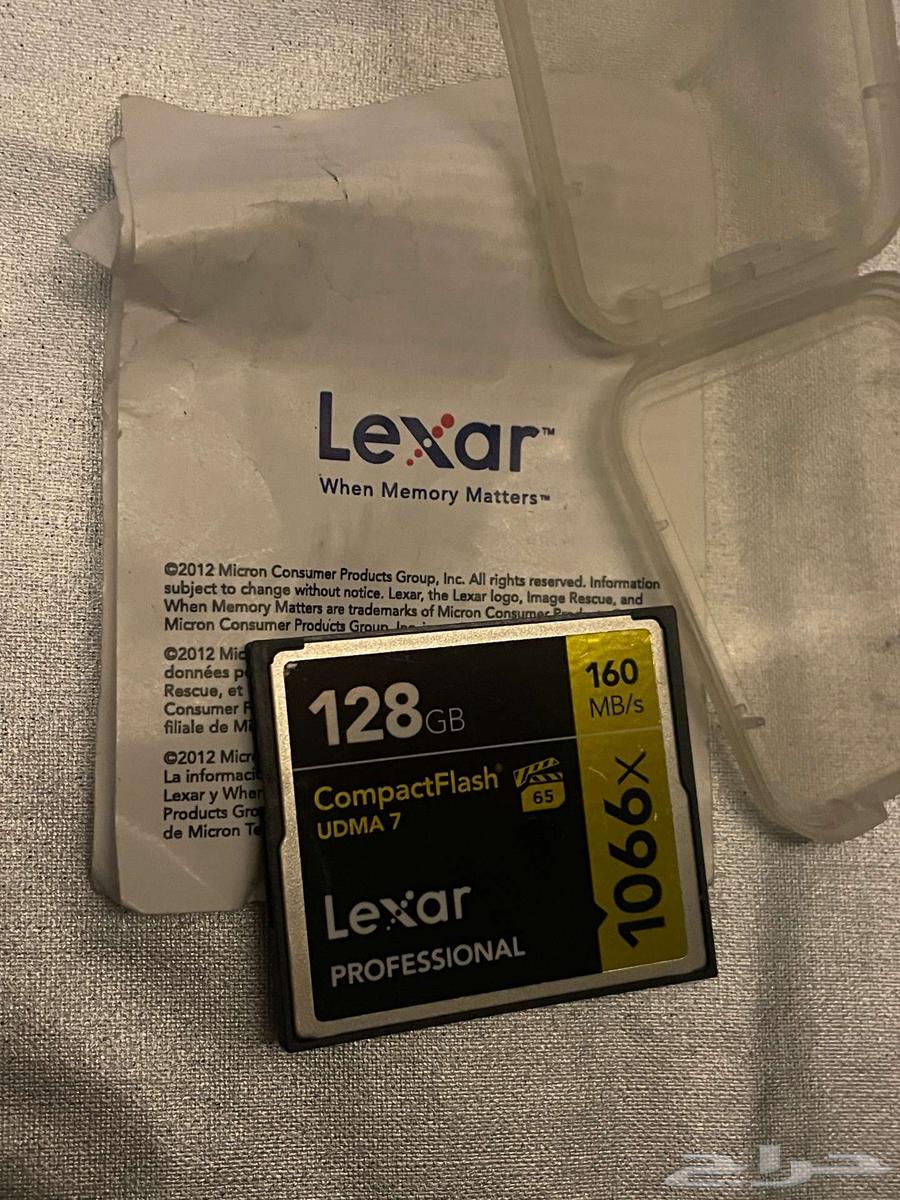 Lexar™
When Memory Matters™
©2012 Micron Consumer Products Group, Inc. All rights reserved. Information
subject to change without notice. Lexar, the Lexar logo, Image Rescue, and
When Memory Matters are trademarks of Micron Consumer
Micron Consumer Products Group, Inc.
©2012
données
Rescue, et
Consumer
filiale de
©2012
La
Lexar y
Products
de Micron
128GB
160
MB/s
CompactFlash®
65
UDMA 7
1066x
Lexar
PROFESSIONAL
حراج